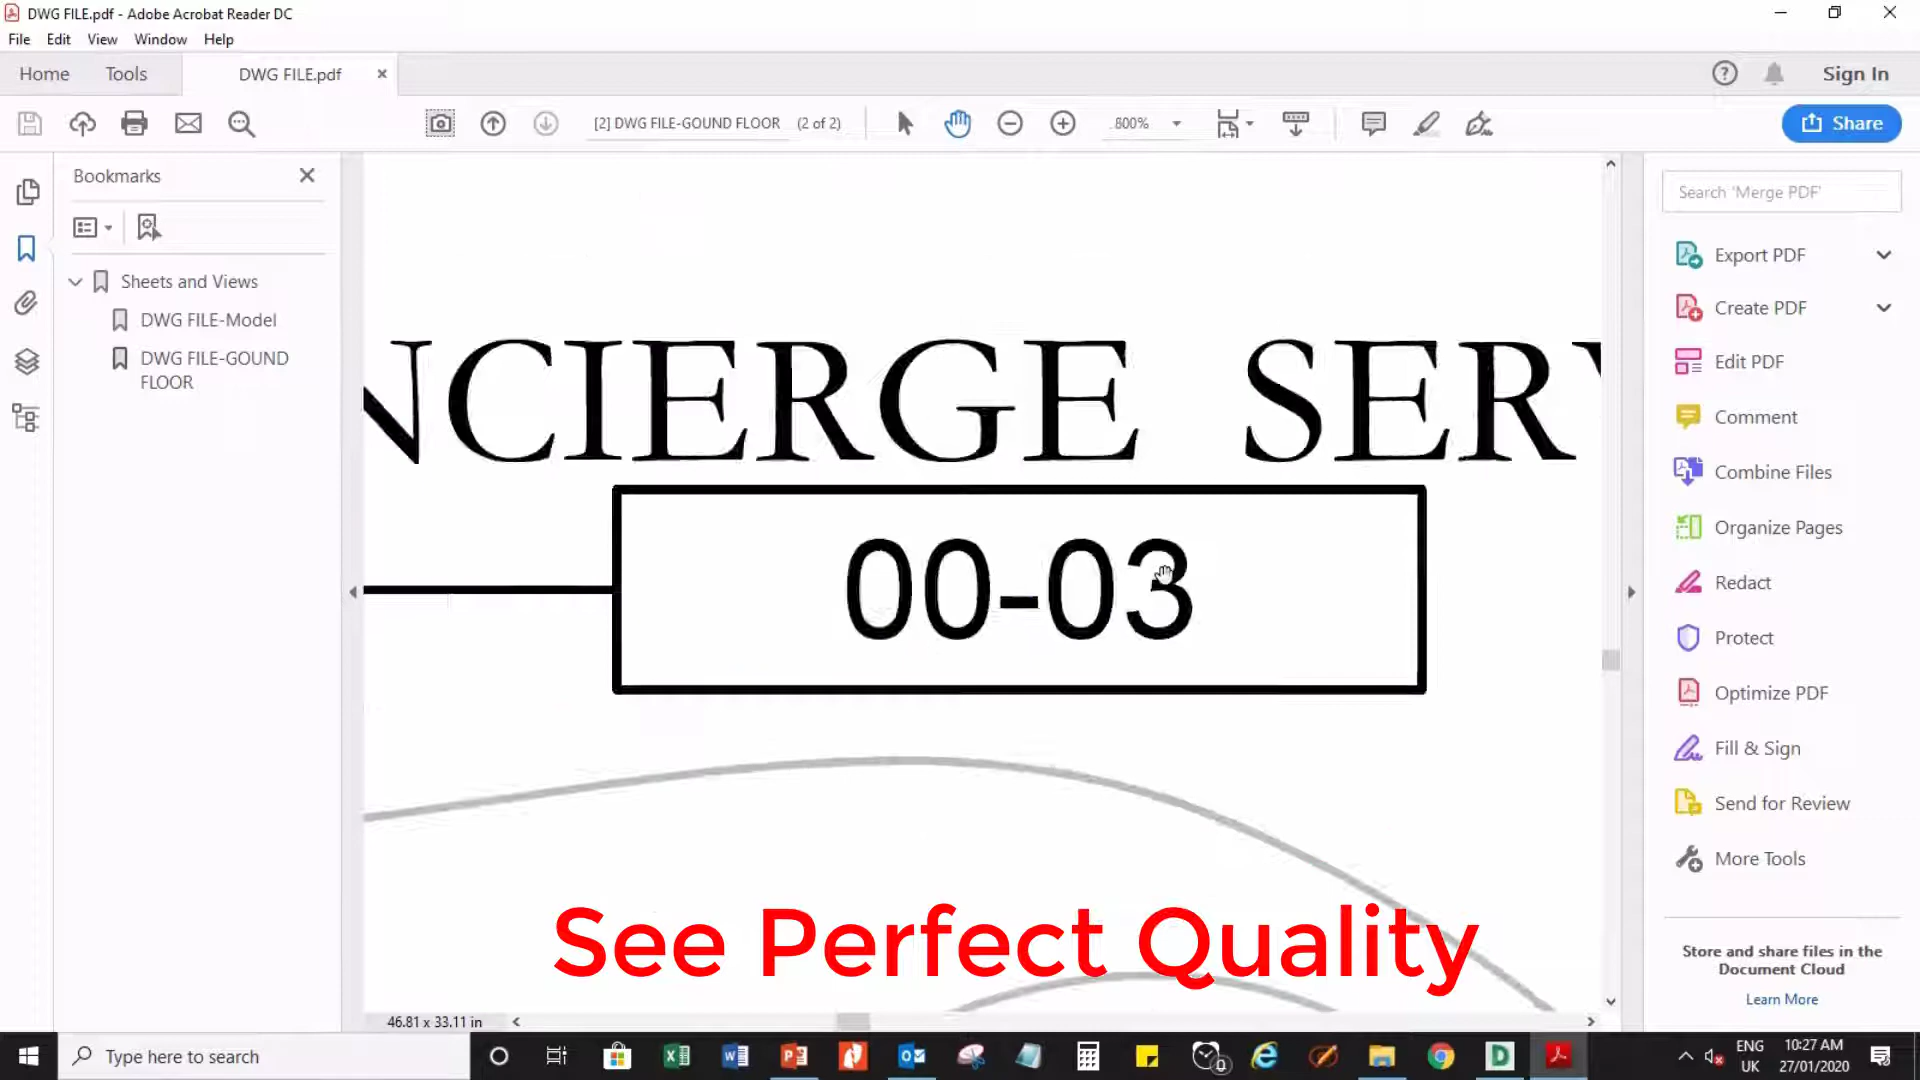 DWG FILE.pdf - Adobe Acrobat Reader DC
File Edit View Window Help
Home Tools DWG FILE.pdf Sign In
[2] DWG FILE-GOUND FLOOR (2 of 2) 800% Share
Bookmarks
Sheets and Views
DWG FILE-Model
DWG FILE-GOUND
FLOOR
NCIERGE SERV
00-03
See Perfect Quality
46.81 x 33.11 in
Search 'Merge PDF'
Export PDF
Create PDF
Edit PDF
Comment
Combine Files
Organize Pages
Redact
Protect
Optimize PDF
Fill & Sign
Send for Review
More Tools
Store and share files in the
Document Cloud
Learn More
Type here to search
ENG
UK
10:27 AM
27/01/2020